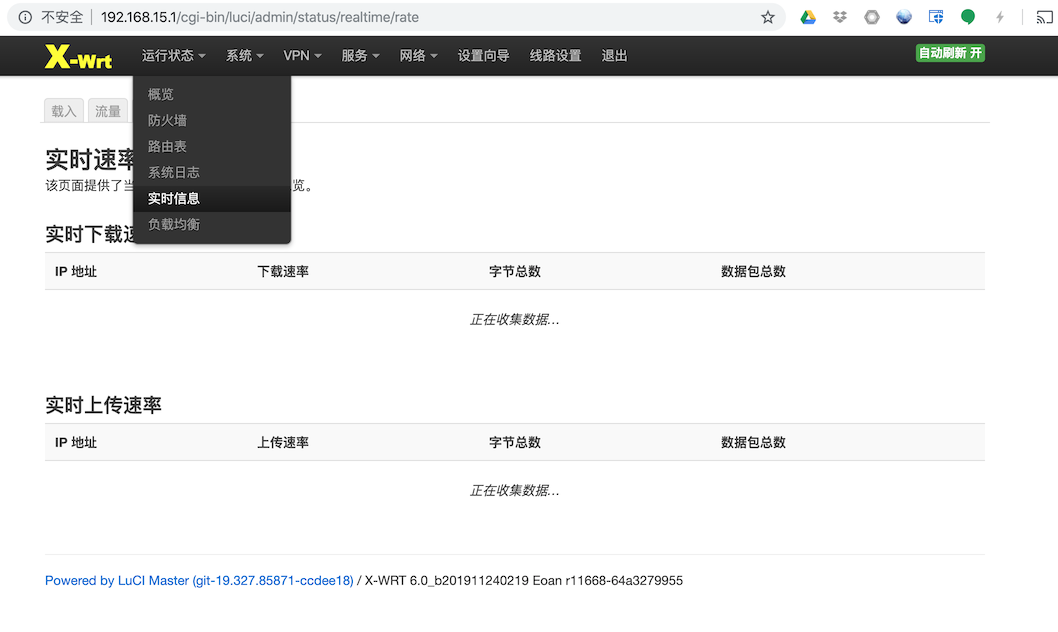 不安全 192.168.15.1/cgi-bin/luci/admin/status/realtime/rate
X-Wrt 运行状态 系统 VPN 服务 网络 设置向导 线路设置 退出 自动刷新 开
概览
防火墙
路由表
系统日志
实时信息
负载均衡
载入 流量
实时速率
该页面提供了当 览。
实时下载速
IP 地址 下载速率 字节总数 数据包总数
正在收集数据...
实时上传速率
IP 地址 上传速率 字节总数 数据包总数
正在收集数据...
Powered by LuCI Master (git-19.327.85871-ccdee18) / X-WRT 6.0_b201911240219 Eoan r11668-64a3279955